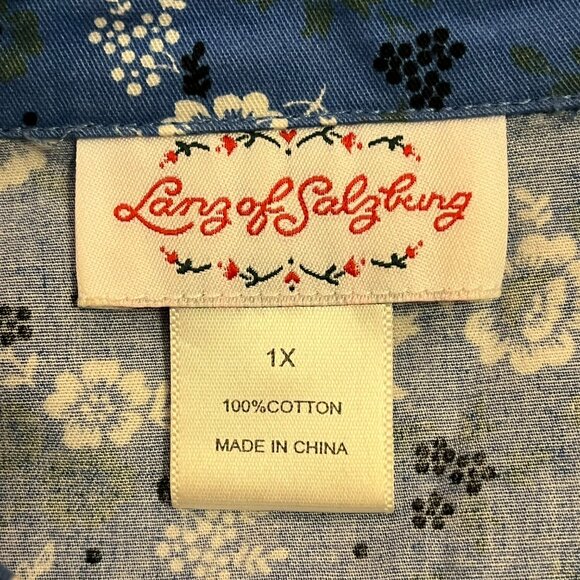 Lanz of Salzburg
1X
100%COTTON
MADE IN CHINA